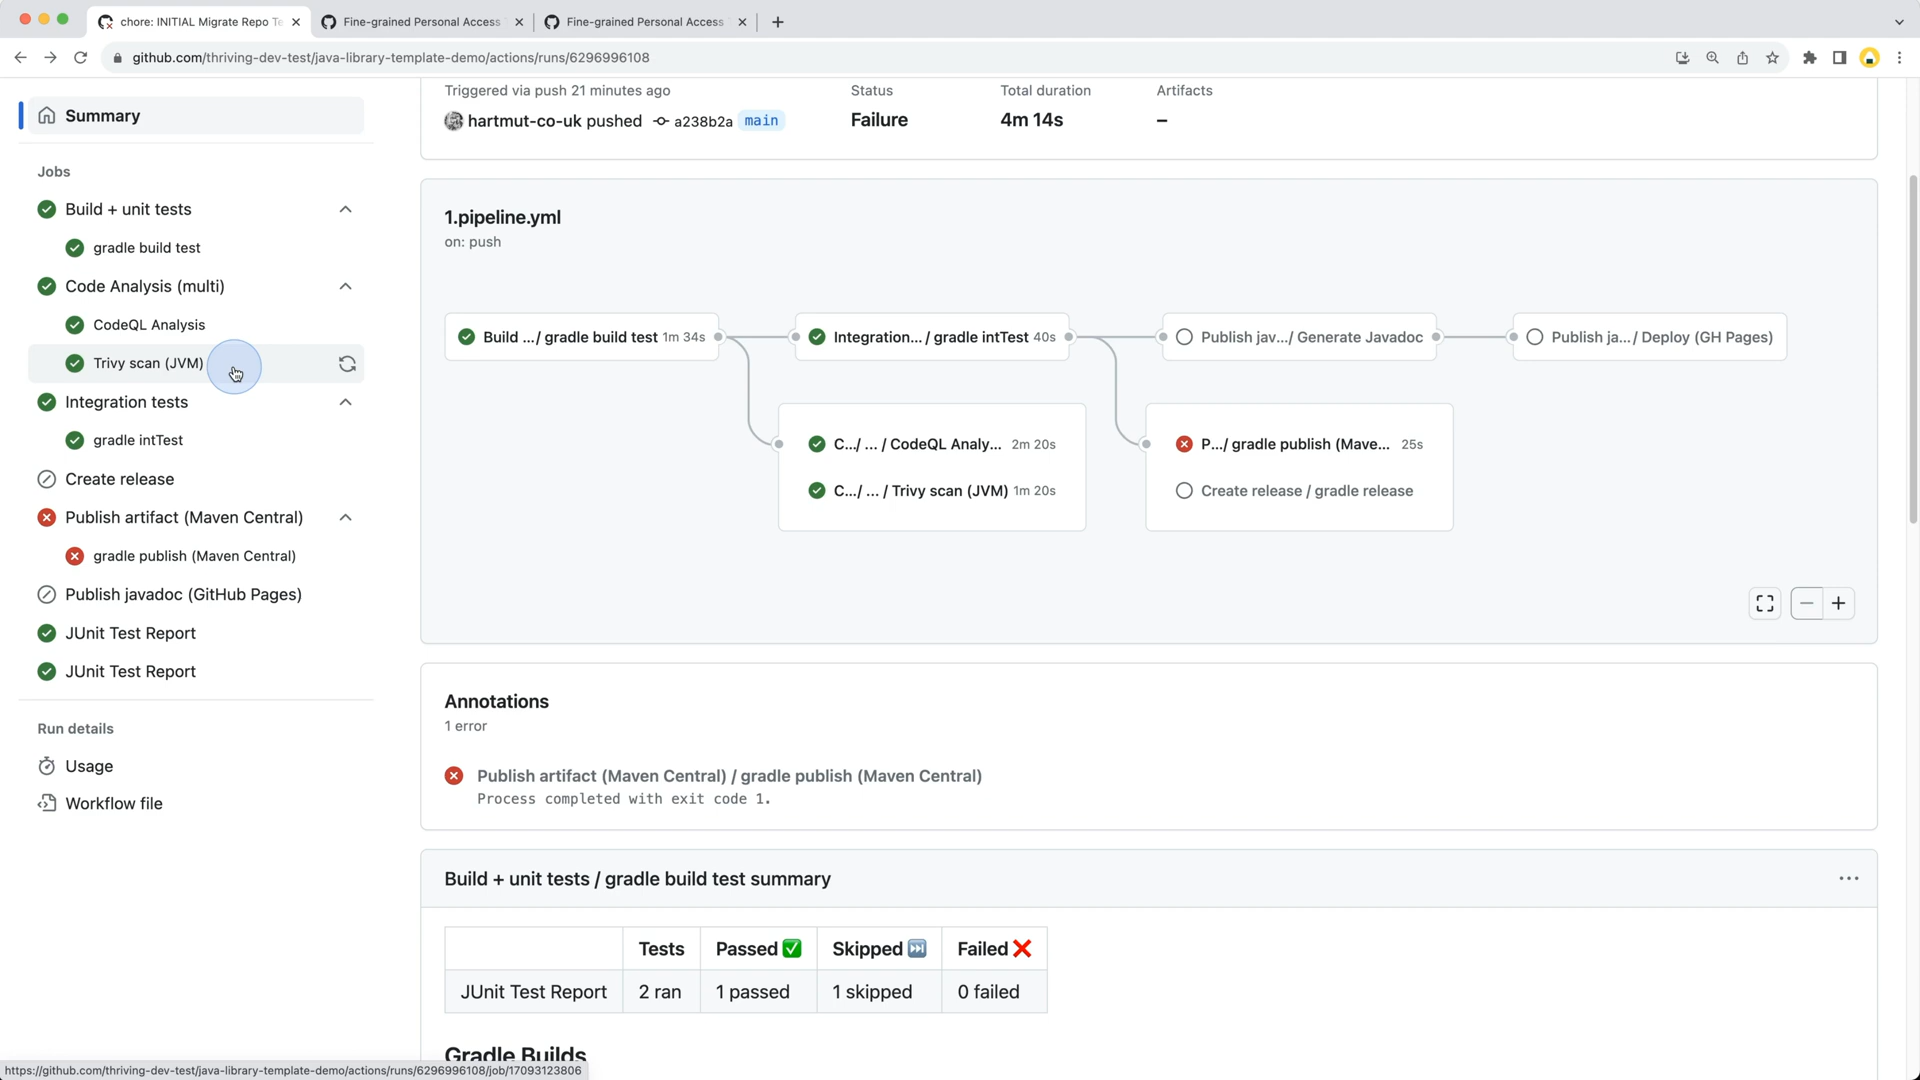 chore: INITIAL Migrate Repo Te
Fine-grained Personal Access
Fine-grained Personal Access
github.com/thriving-dev-test/java-library-template-demo/actions/runs/6296996108
Summary
Jobs
Build + unit tests
gradle build test
Code Analysis (multi)
CodeQL Analysis
Trivy scan (JVM)
Integration tests
gradle intTest
Create release
Publish artifact (Maven Central)
gradle publish (Maven Central)
Publish javadoc (GitHub Pages)
JUnit Test Report
JUnit Test Report
Run details
Usage
Workflow file
Triggered via push 21 minutes ago
Status
Total duration
Artifacts
hartmut-co-uk pushed a238b2a main
Failure
4m 14s
–
1.pipeline.yml
on: push
Build .../ gradle build test 1m 34s
Integration... / gradle intTest 40s
Publish jav.../ Generate Javadoc
Publish ja.../ Deploy (GH Pages)
C.../ ... / CodeQL Analy... 2m 20s
C.../ ... / Trivy scan (JVM) 1m 20s
P.../ gradle publish (Mave... 25s
Create release / gradle release
Annotations
1 error
Publish artifact (Maven Central) / gradle publish (Maven Central)
Process completed with exit code 1.
Build + unit tests / gradle build test summary
Tests Passed Skipped Failed
JUnit Test Report 2 ran 1 passed 1 skipped 0 failed
Gradle Builds
https://github.com/thriving-dev-test/java-library-template-demo/actions/runs/6296996108/job/17093123806